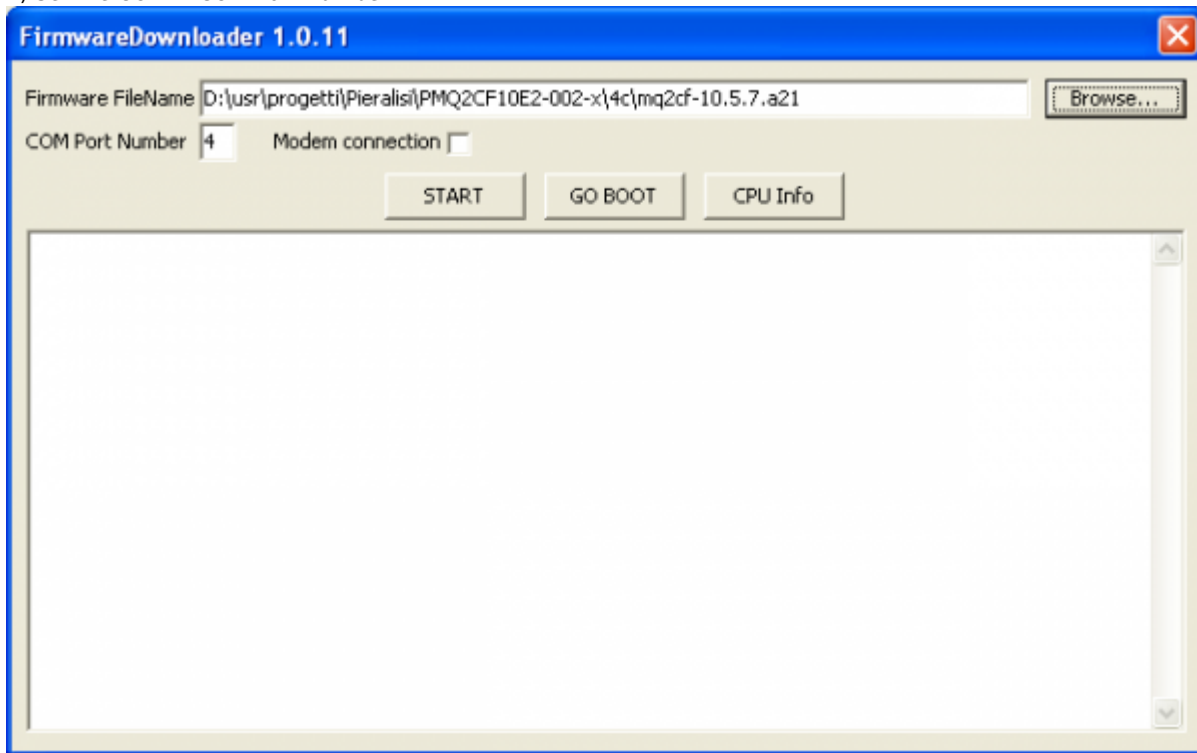 FirmwareDownloader 1.0.11
Firmware FileName D:\usr\progetti\Pieralisi\PMQ2CF10E2-002-x\4c\mq2cf-10.5.7.a21 Browse...
COM Port Number 4 Modem connection
START GO BOOT CPU Info